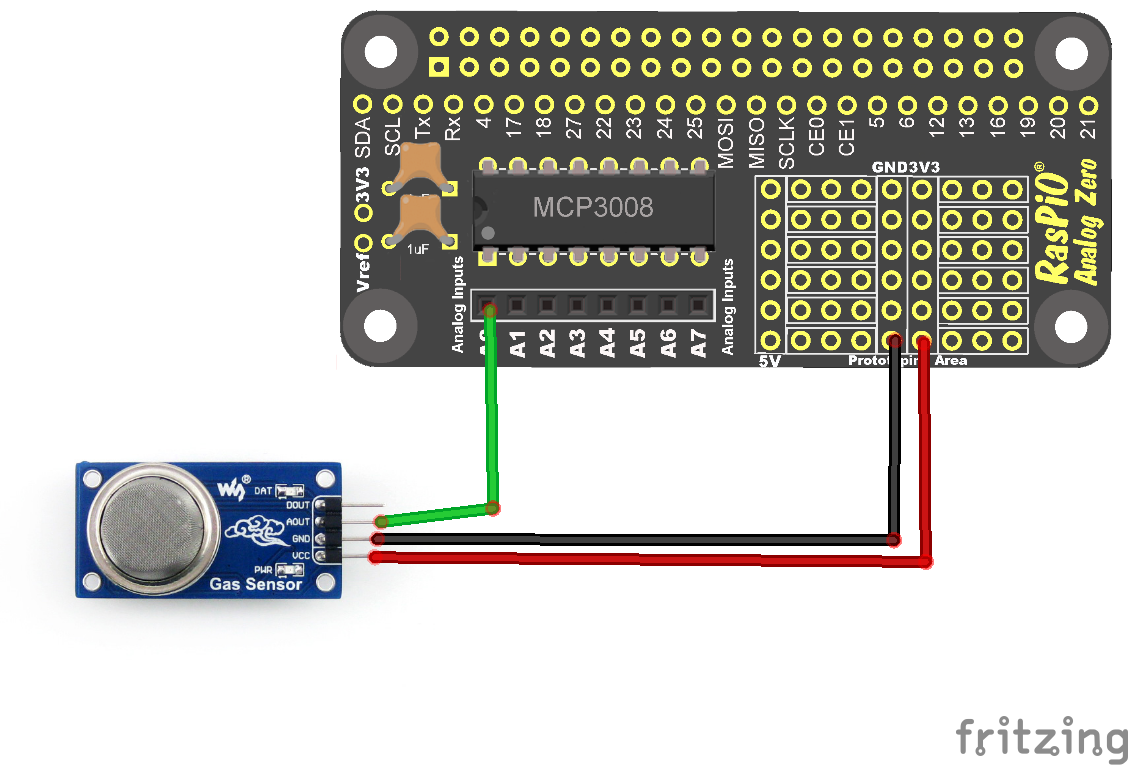 SDA SCL Tx Rx 4 17 18 27 22 23 24 25 MOSI MISO SCLK CE0 CE1 5 6 12 13 16 19 20 21
3V3
Vref
1uF
MCP3008
GND3V3
RasPiO®
Analog Zero
Analog Inputs
A0 A1 A2 A3 A4 A5 A6 A7
Analog Inputs
5V
Prototyping Area
DAT
DOUT
AOUT
GND
VCC
PWR
Gas Sensor
fritzing